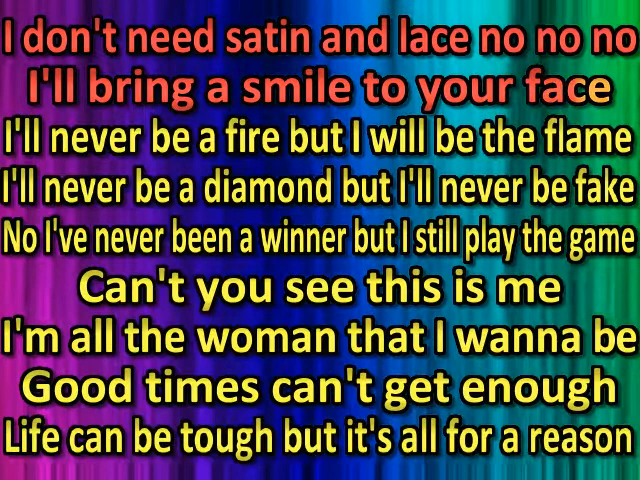 I don't need satin and lace no no no
I'll bring a smile to your face
I'll never be a fire but I will be the flame
I'll never be a diamond but I'll never be fake
No I've never been a winner but I still play the game
Can't you see this is me
I'm all the woman that I wanna be
Good times can't get enough
Life can be tough but it's all for a reason